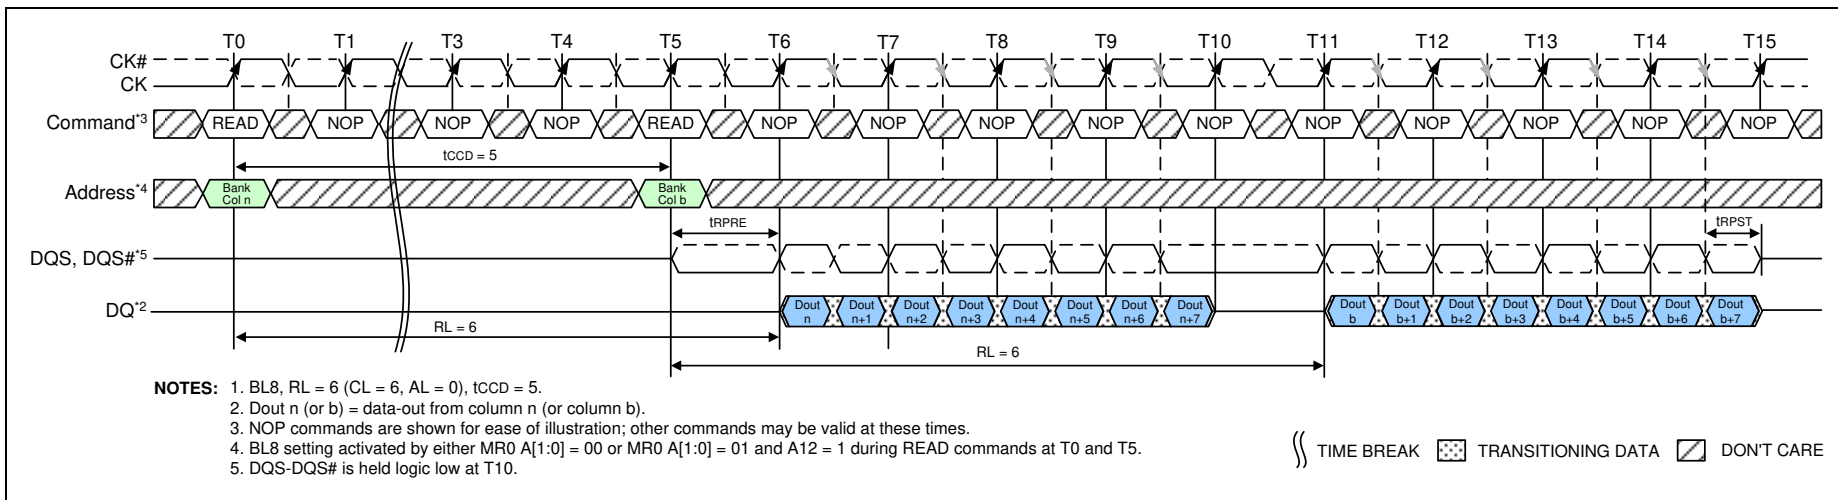 T0 T1 T3 T4 T5 T6 T7 T8 T9 T10 T11 T12 T13 T14 T15
CK#
CK
Command*3 READ NOP NOP NOP READ NOP NOP NOP NOP NOP NOP NOP NOP NOP NOP
tCCD = 5
Address*4 Bank Col n Bank Col b
tRPRE tRPST
DQS, DQS#*5
DQ*2 Dout n Dout n+1 Dout n+2 Dout n+3 Dout n+4 Dout n+5 Dout n+6 Dout n+7 Dout b Dout b+1 Dout b+2 Dout b+3 Dout b+4 Dout b+5 Dout b+6 Dout b+7
RL = 6
RL = 6
NOTES: 1. BL8, RL = 6 (CL = 6, AL = 0), tCCD = 5.
2. Dout n (or b) = data-out from column n (or column b).
3. NOP commands are shown for ease of illustration; other commands may be valid at these times.
4. BL8 setting activated by either MR0 A[1:0] = 00 or MR0 A[1:0] = 01 and A12 = 1 during READ commands at T0 and T5.
5. DQS-DQS# is held logic low at T10.
TIME BREAK TRANSITIONING DATA DON'T CARE